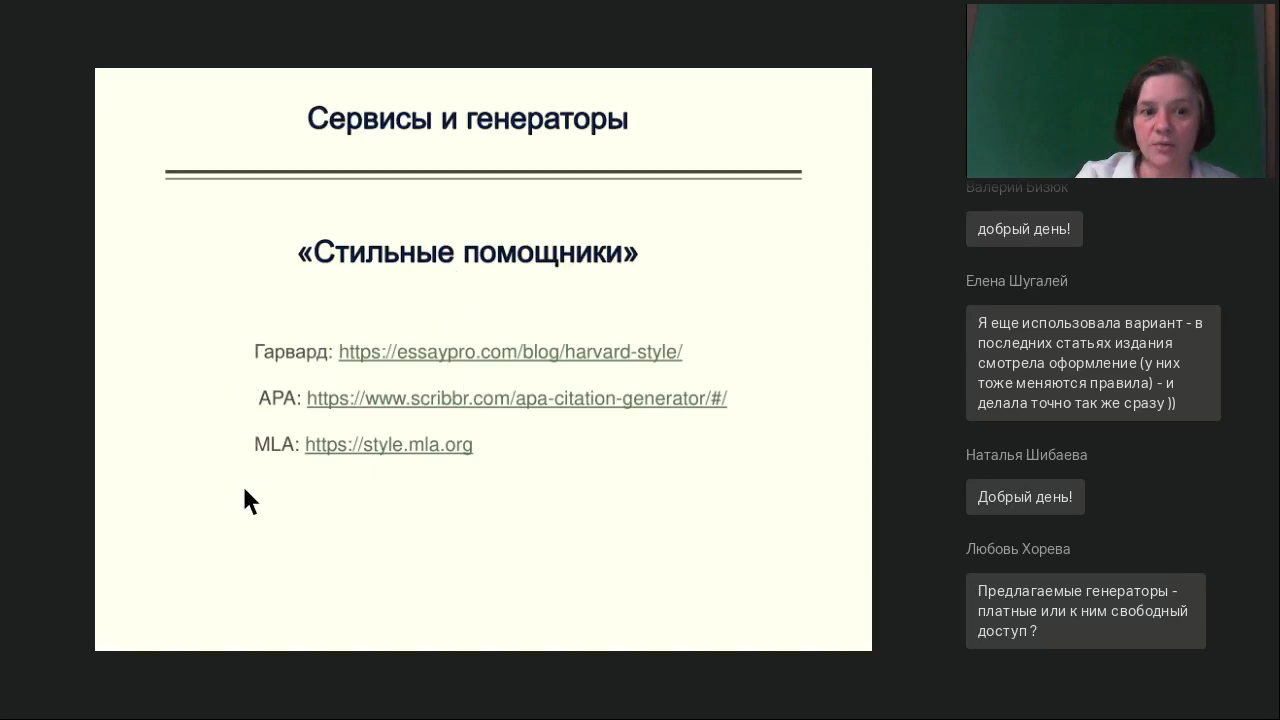 Сервисы и генераторы
«Стильные помощники»
Гарвард: https://essaypro.com/blog/harvard-style/
APA: https://www.scribbr.com/apa-citation-generator/#/
MLA: https://style.mla.org
Валерий Бизюк
добрый день!
Елена Шугалей
Я еще использовала вариант - в
последних статьях издания
смотрела оформление (у них
тоже меняются правила) - и
делала точно так же сразу ))
Наталья Шибаева
Добрый день!
Любовь Хорева
Предлагаемые генераторы -
платные или к ним свободный
доступ ?